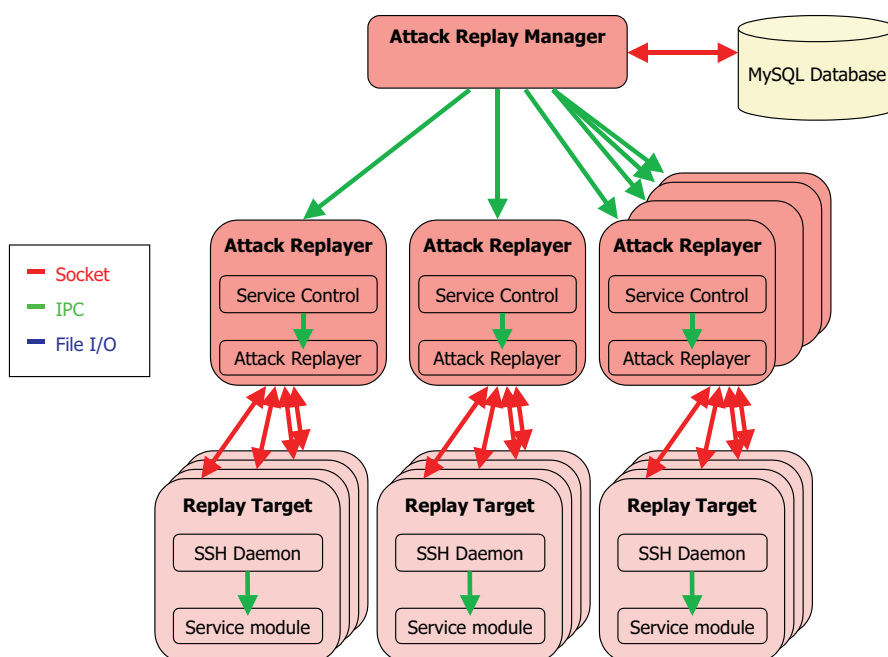 Attack Replay Manager
MySQL Database
Attack Replayer
Service Control
Attack Replayer
Attack Replayer
Service Control
Attack Replayer
Attack Replayer
Service Control
Attack Replayer
Socket
IPC
File I/O
Replay Target
SSH Daemon
Service module
Replay Target
SSH Daemon
Service module
Replay Target
SSH Daemon
Service module